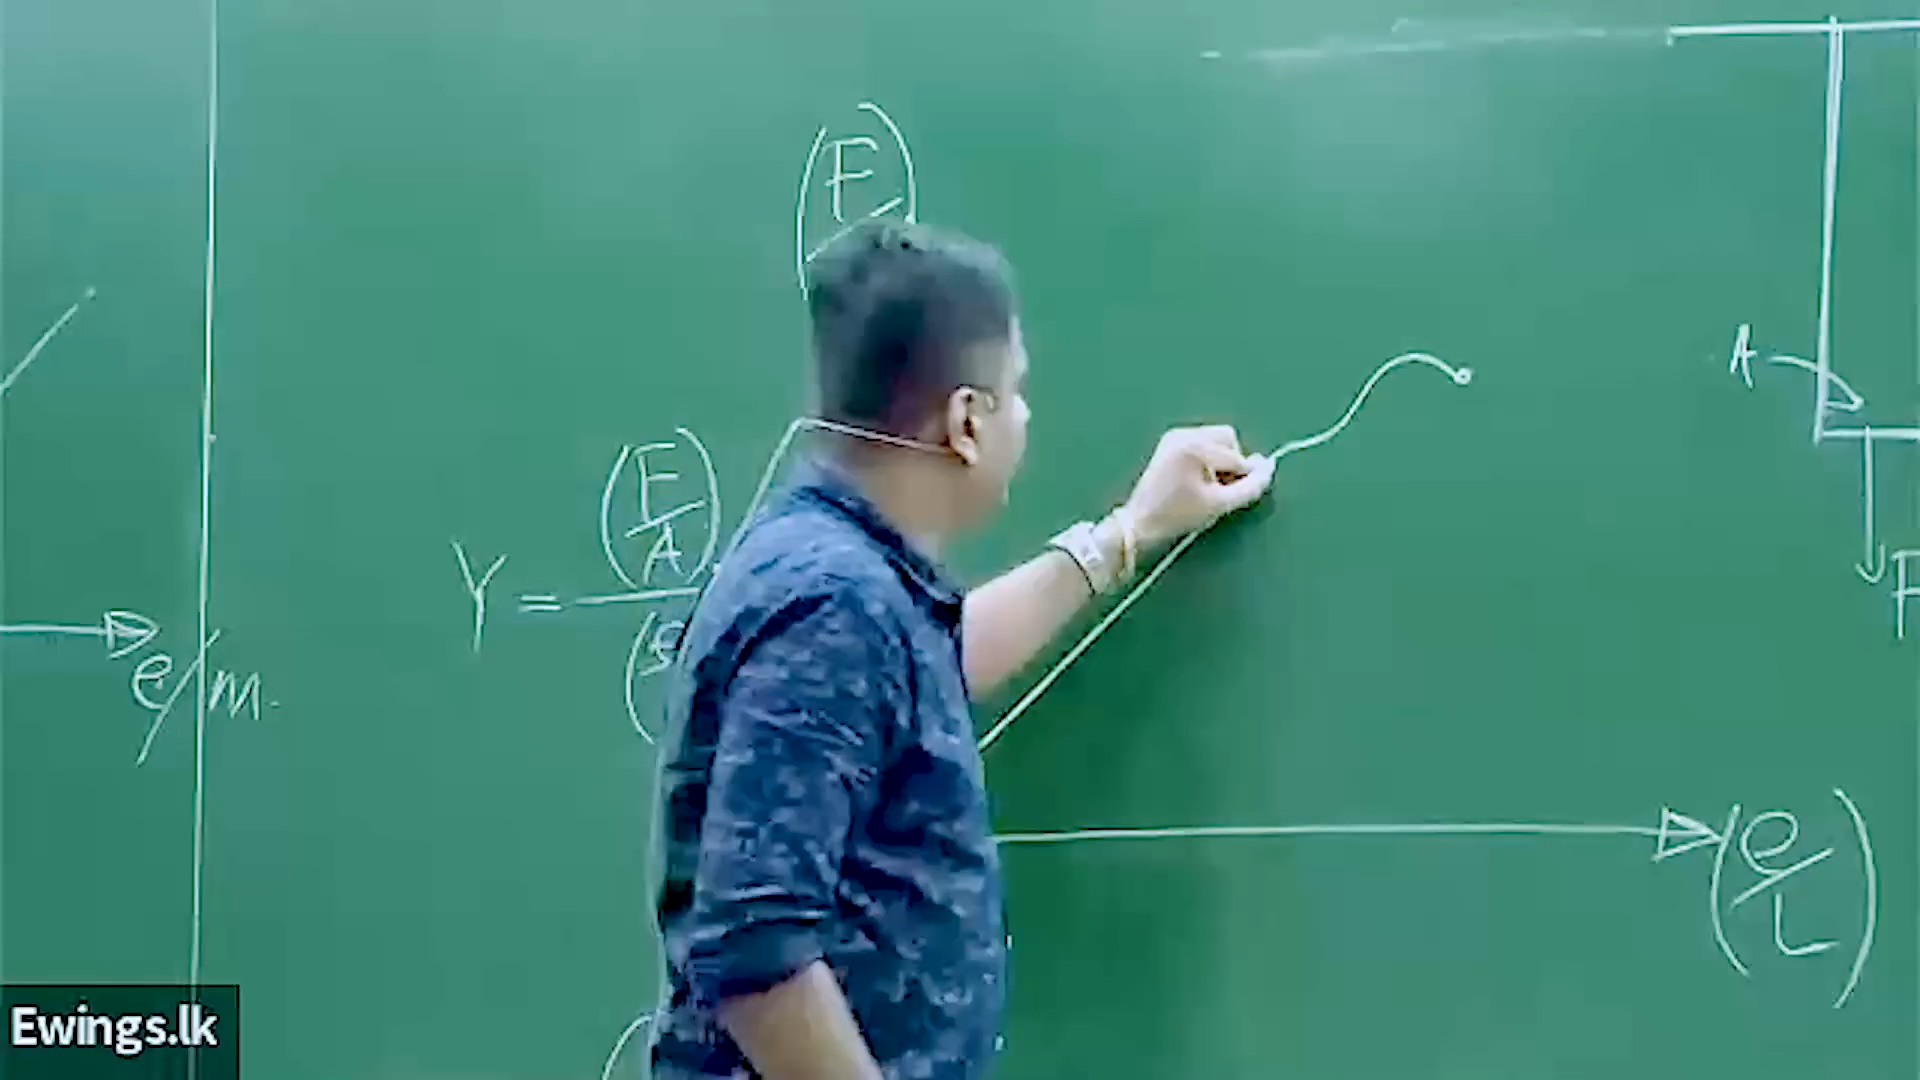 (F
Y = (F/A)
A
F
e/m.
(e/L)
Ewings.lk